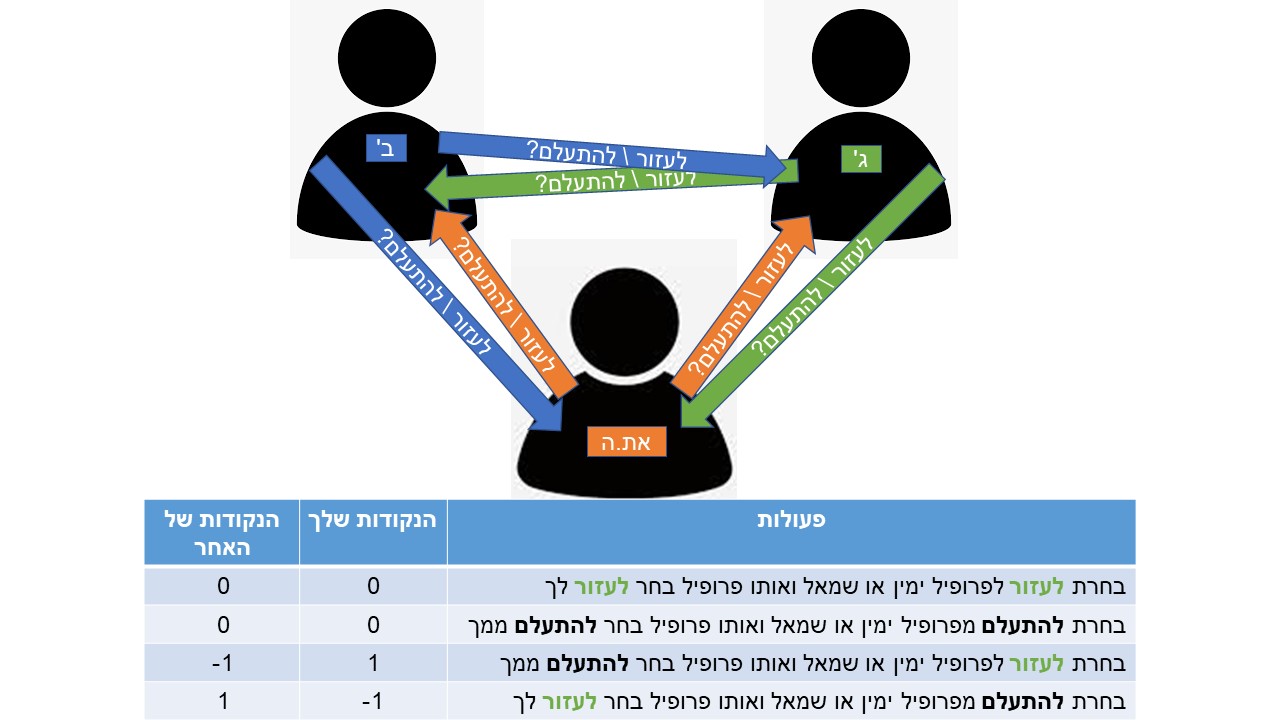 ב'
ג'
לעזור \ להתעלם?
לעזור \ להתעלם?
לעזור \ להתעלם?
לעזור \ להתעלם?
לעזור \ להתעלם?
לעזור \ להתעלם?
את.ה
פעולות
הנקודות שלך
הנקודות של
האחר
בחרת לעזור לפרופיל ימין או שמאל ואותו פרופיל בחר לעזור לך
0
0
בחרת להתעלם מפרופיל ימין או שמאל ואותו פרופיל בחר להתעלם ממך
0
0
בחרת לעזור לפרופיל ימין או שמאל ואותו פרופיל בחר להתעלם ממך
1
-1
בחרת להתעלם מפרופיל ימין או שמאל ואותו פרופיל בחר לעזור לך
-1
1